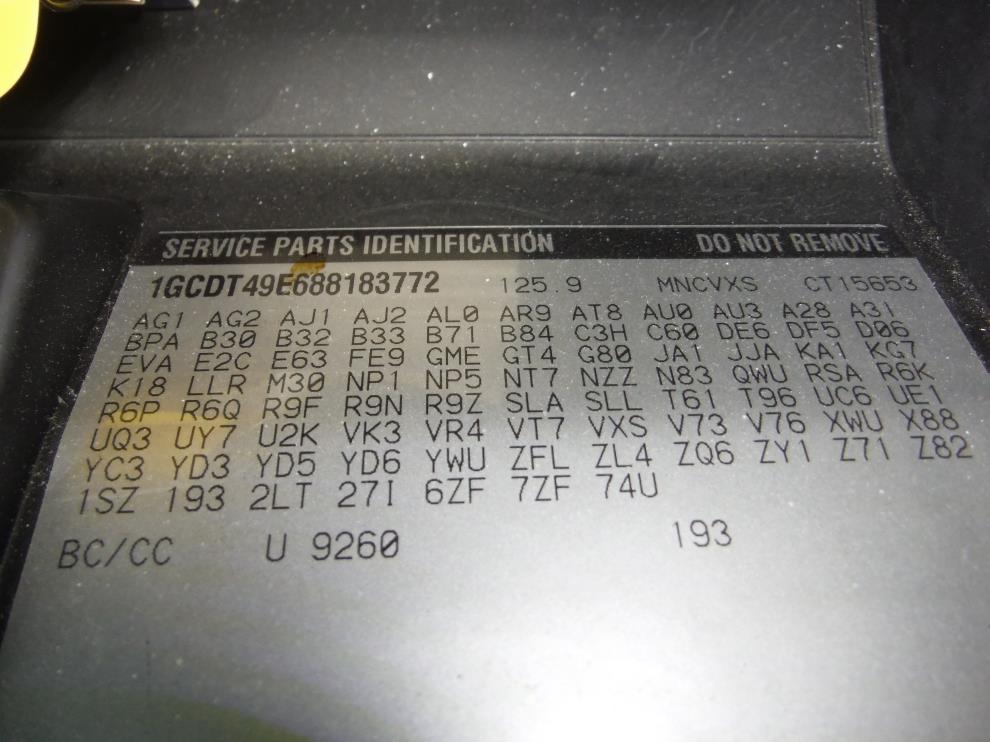 SERVICE PARTS IDENTIFICATION DO NOT REMOVE
1GCDT49E688183772 125.9 MNCVXS CT15653
AG1 AG2 AJ1 AJ2 AL0 AR9 AT8 AU0 AU3 A28 A31
BPA B30 B32 B33 B71 B84 C3H C60 DE6 DF5 D06
EVA E2C E63 FE9 GME GT4 G80 JA1 JJA KA1 KG7
K18 LLR M30 NP1 NP5 NT7 NZZ N83 QWU RSA R6K
R6P R6Q R9F R9N R9Z SLA SLL T61 T96 UC6 UE1
UQ3 UY7 U2K VK3 VR4 VT7 VXS V73 V76 XWU X88
YC3 YD3 YD5 YD6 YWU ZFL ZL4 ZQ6 ZY1 Z71 Z82
1SZ 193 2LT 27I 6ZF 7ZF 74U
BC/CC U 9260 193